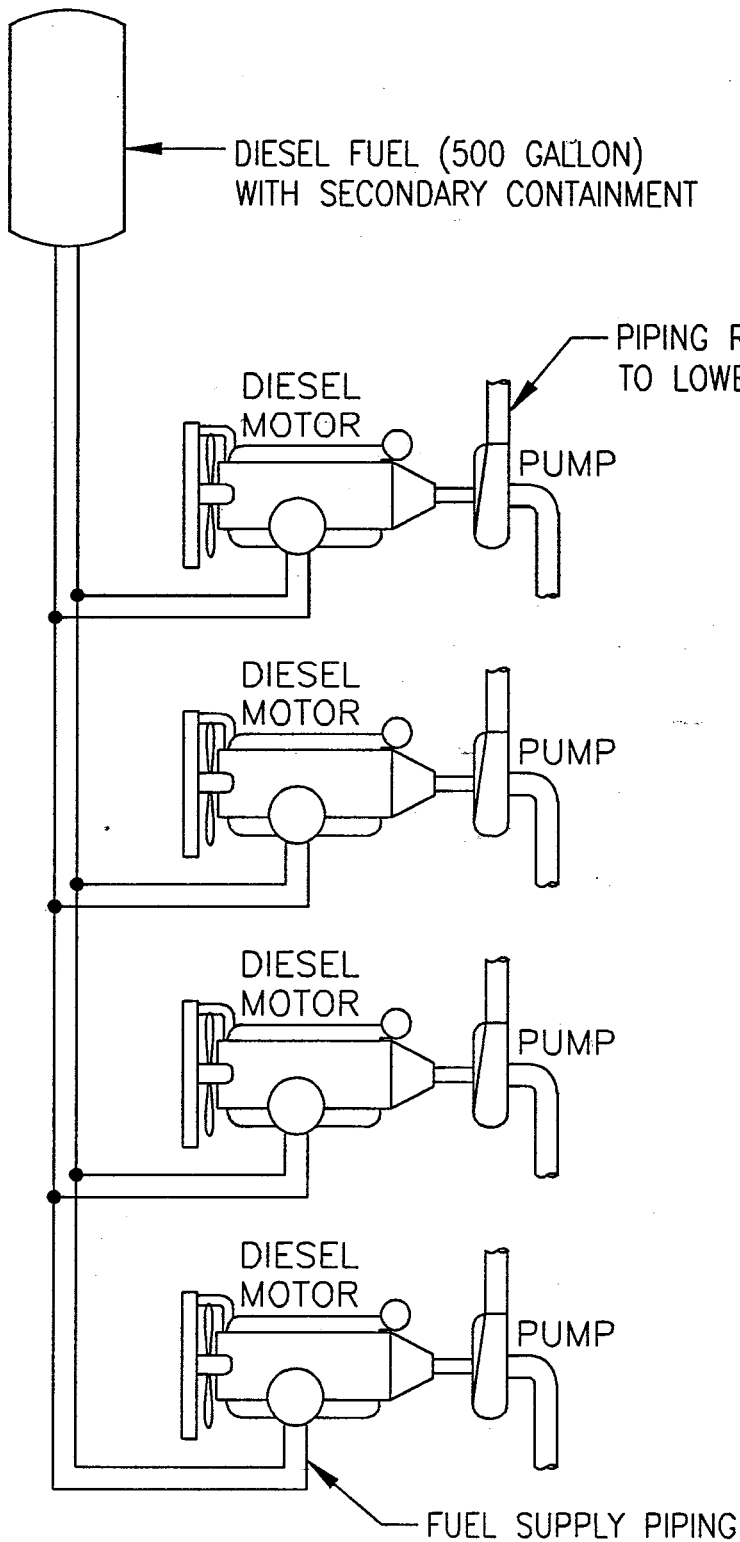 DIESEL FUEL (500 GALLON)
WITH SECONDARY CONTAINMENT
PIPING
TO
DIESEL
MOTOR
PUMP
DIESEL
MOTOR
PUMP
DIESEL
MOTOR
PUMP
DIESEL
MOTOR
PUMP
FUEL SUPPLY PIPING